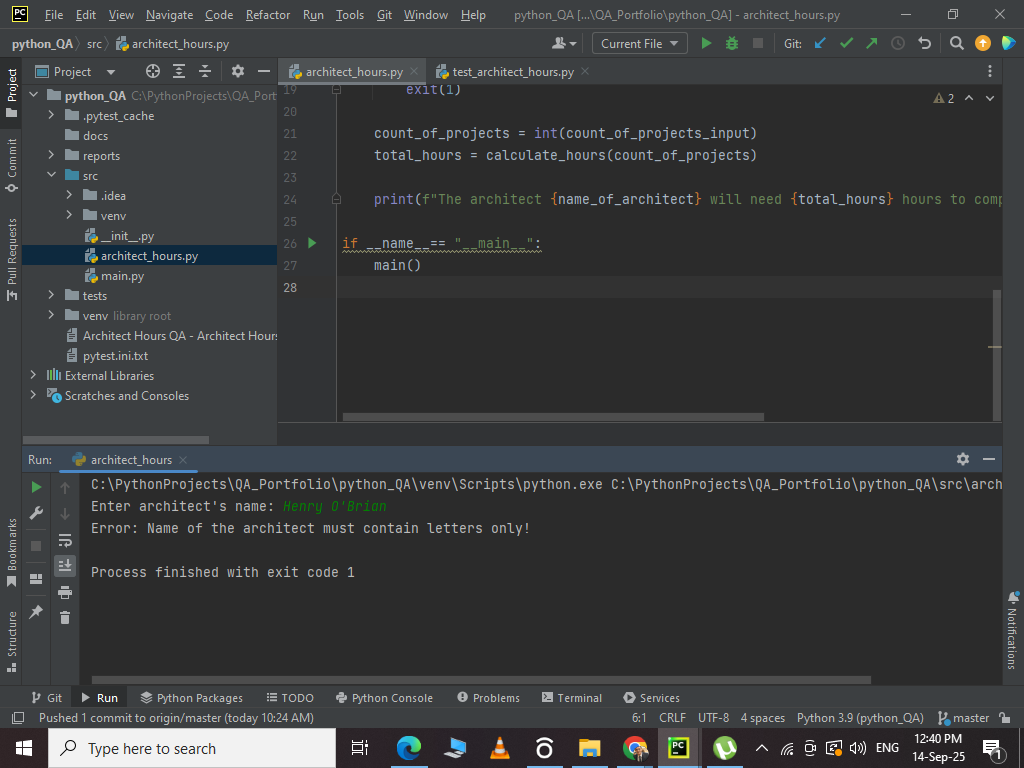 PC File Edit View Navigate Code Refactor Run Tools Git Window Help python_QA [...\QA_Portfolio\python_QA] - architect_hours.py
python_QA src architect_hours.py Current File Git:
Project architect_hours.py test_architect_hours.py
Project
Commit
Pull Requests
Bookmarks
Structure
python_QA C:\PythonProjects\QA_Port
.pytest_cache
docs
reports
src
.idea
venv
__init__.py
architect_hours.py
main.py
tests
venv library root
Architect Hours QA - Architect Hours
pytest.ini.txt
External Libraries
Scratches and Consoles
2
19 exit(1)
20
21 count_of_projects = int(count_of_projects_input)
22 total_hours = calculate_hours(count_of_projects)
23
24 print(f"The architect {name_of_architect} will need {total_hours} hours to comp
25
26 if __name__== "__main__":
27 main()
28
Run: architect_hours
C:\PythonProjects\QA_Portfolio\python_QA\venv\Scripts\python.exe C:\PythonProjects\QA_Portfolio\python_QA\src\arch
Enter architect's name: Henry O'Brian
Error: Name of the architect must contain letters only!
Process finished with exit code 1
Notifications
Git Run Python Packages TODO Python Console Problems Terminal Services
Pushed 1 commit to origin/master (today 10:24 AM) 6:1 CRLF UTF-8 4 spaces Python 3.9 (python_QA) master
Type here to search PC ENG 12:40 PM
14-Sep-25 1